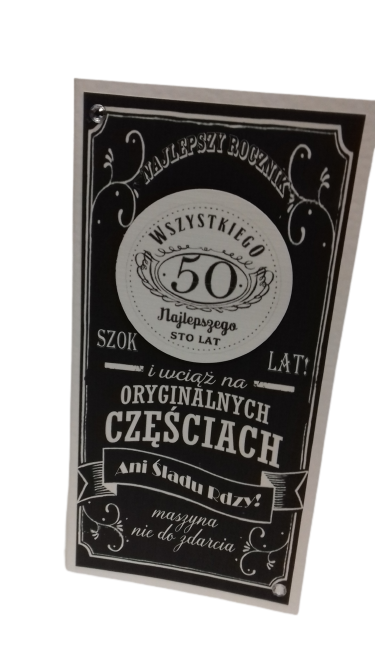 NAJLEPSZY ROCZNIK
WSZYSTKIEGO
50
Najlepszego
STO LAT
SZOK LAT!
i wciąż na
ORYGINALNYCH
CZĘŚCIACH
Ani Śladu Rdzy!
maszyna
nie do zdarcia